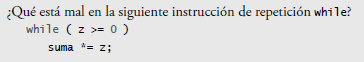 ¿Qué está mal en la siguiente instrucción de repetición while?
while ( z >= 0 )
suma *= z;